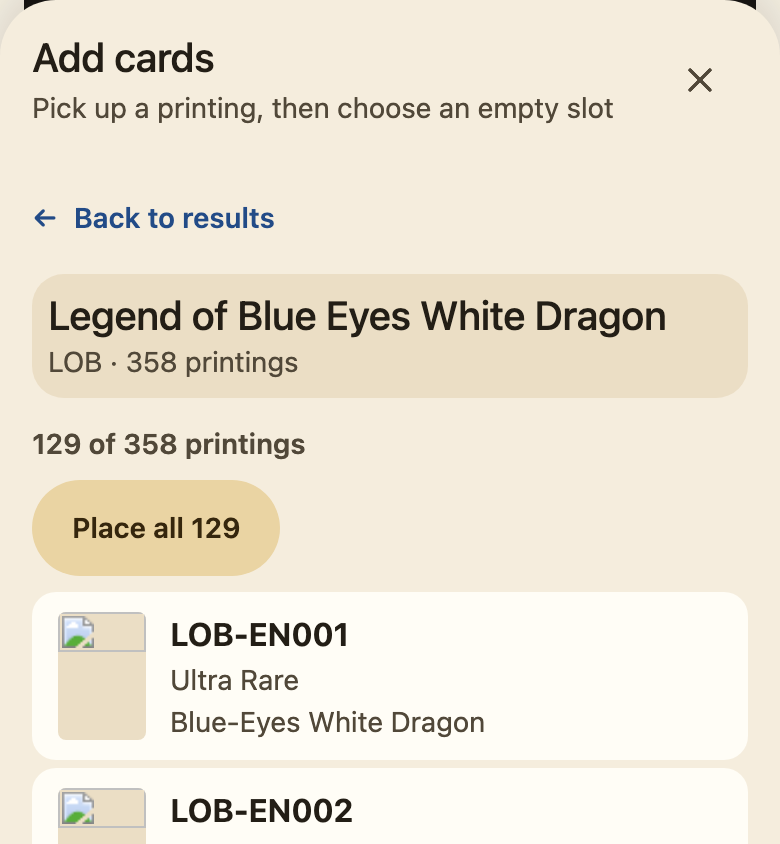 Add cards
Pick up a printing, then choose an empty slot
← Back to results
Legend of Blue Eyes White Dragon
LOB · 358 printings
129 of 358 printings
Place all 129
LOB-EN001
Ultra Rare
Blue-Eyes White Dragon
LOB-EN002